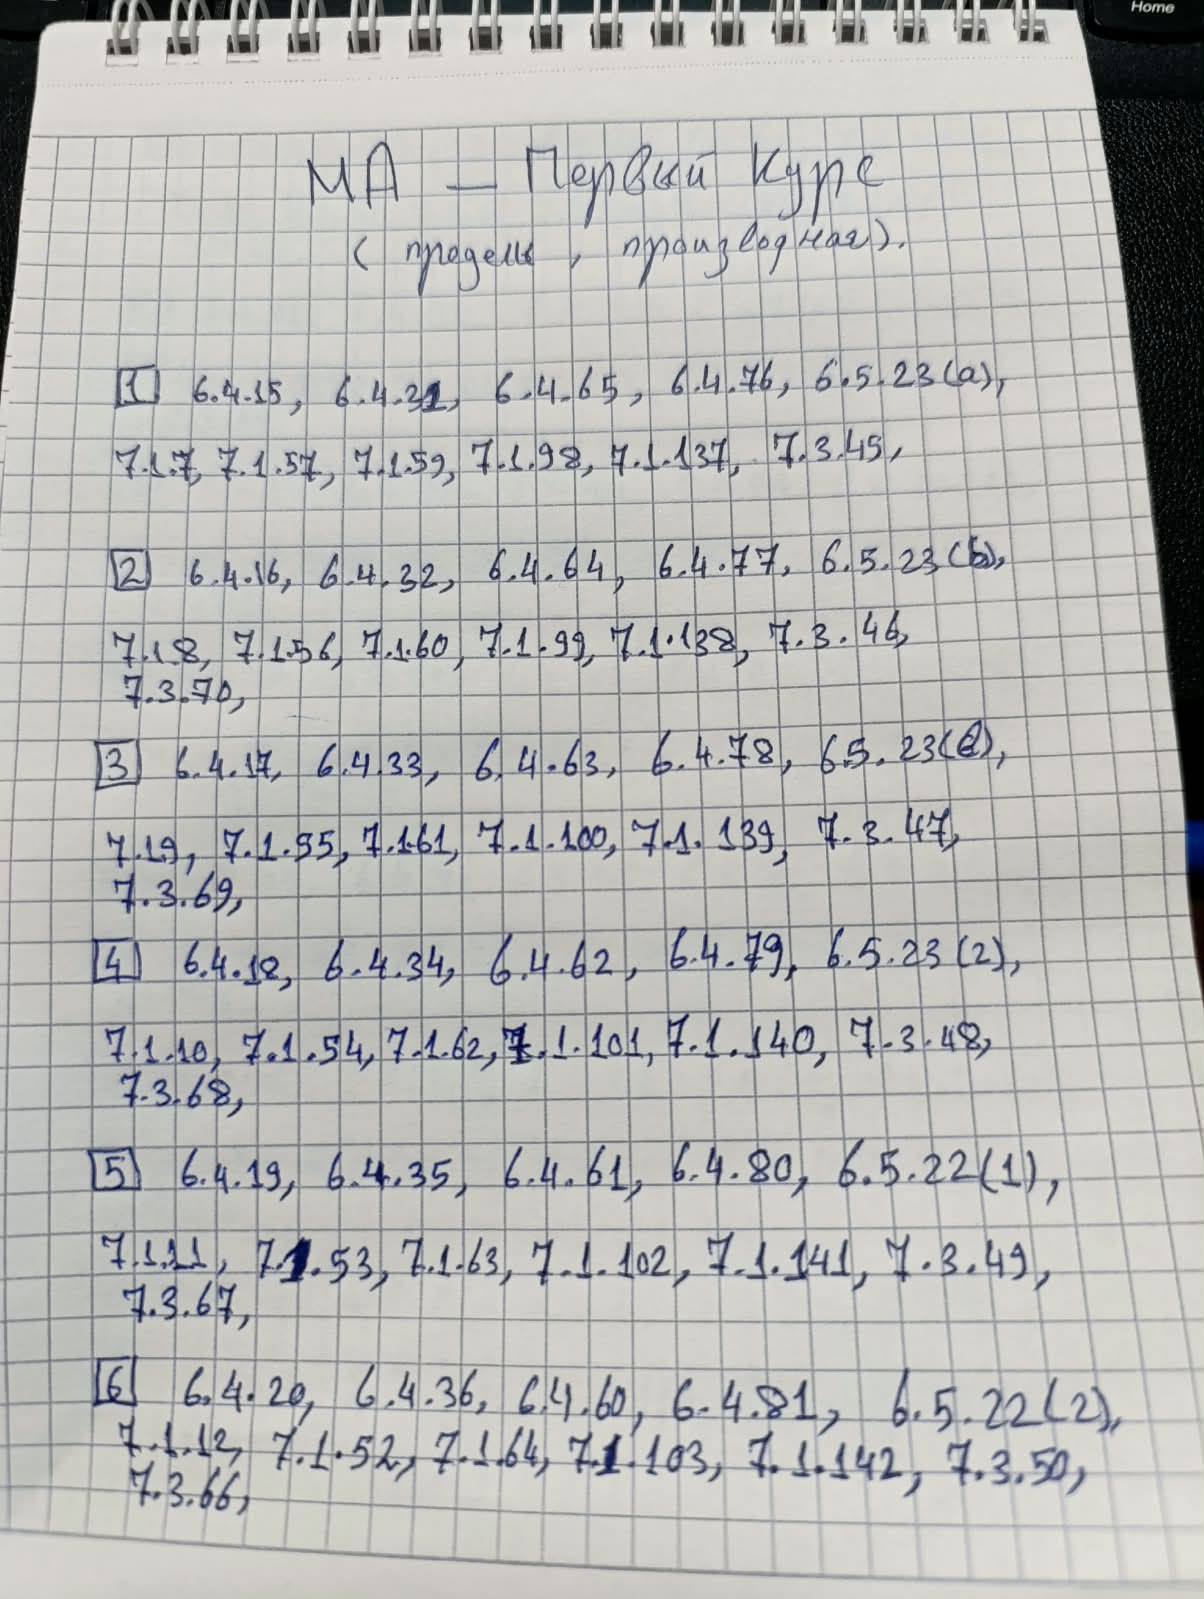 Home
МА — Первый Курс
( пределы , производная).
1 6.4.15, 6.4.31, 6.4.65, 6.4.76, 6.5.23(а),
7.1.7, 7.1.57, 7.1.59, 7.1.98, 7.1.137, 7.3.45,
2 6.4.16, 6.4.32, 6.4.64, 6.4.77, 6.5.23(b),
7.1.8, 7.1.56, 7.1.60, 7.1.99, 7.1.138, 7.3.46,
7.3.70,
3 6.4.17, 6.4.33, 6.4.63, 6.4.78, 6.5.23(в),
7.1.9, 7.1.55, 7.1.61, 7.1.100, 7.1.139, 7.3.47,
7.3.69,
4 6.4.18, 6.4.34, 6.4.62, 6.4.79, 6.5.23(2),
7.1.10, 7.1.54, 7.1.62, 7.1.101, 7.1.140, 7.3.48,
7.3.68,
5 6.4.19, 6.4.35, 6.4.61, 6.4.80, 6.5.22(1),
7.1.11, 7.1.53, 7.1.63, 7.1.102, 7.1.141, 7.3.49,
7.3.67,
6 6.4.20, 6.4.36, 6.4.60, 6.4.81, 6.5.22(2),
7.1.12, 7.1.52, 7.1.64, 7.1.103, 7.1.142, 7.3.50,
7.3.66,